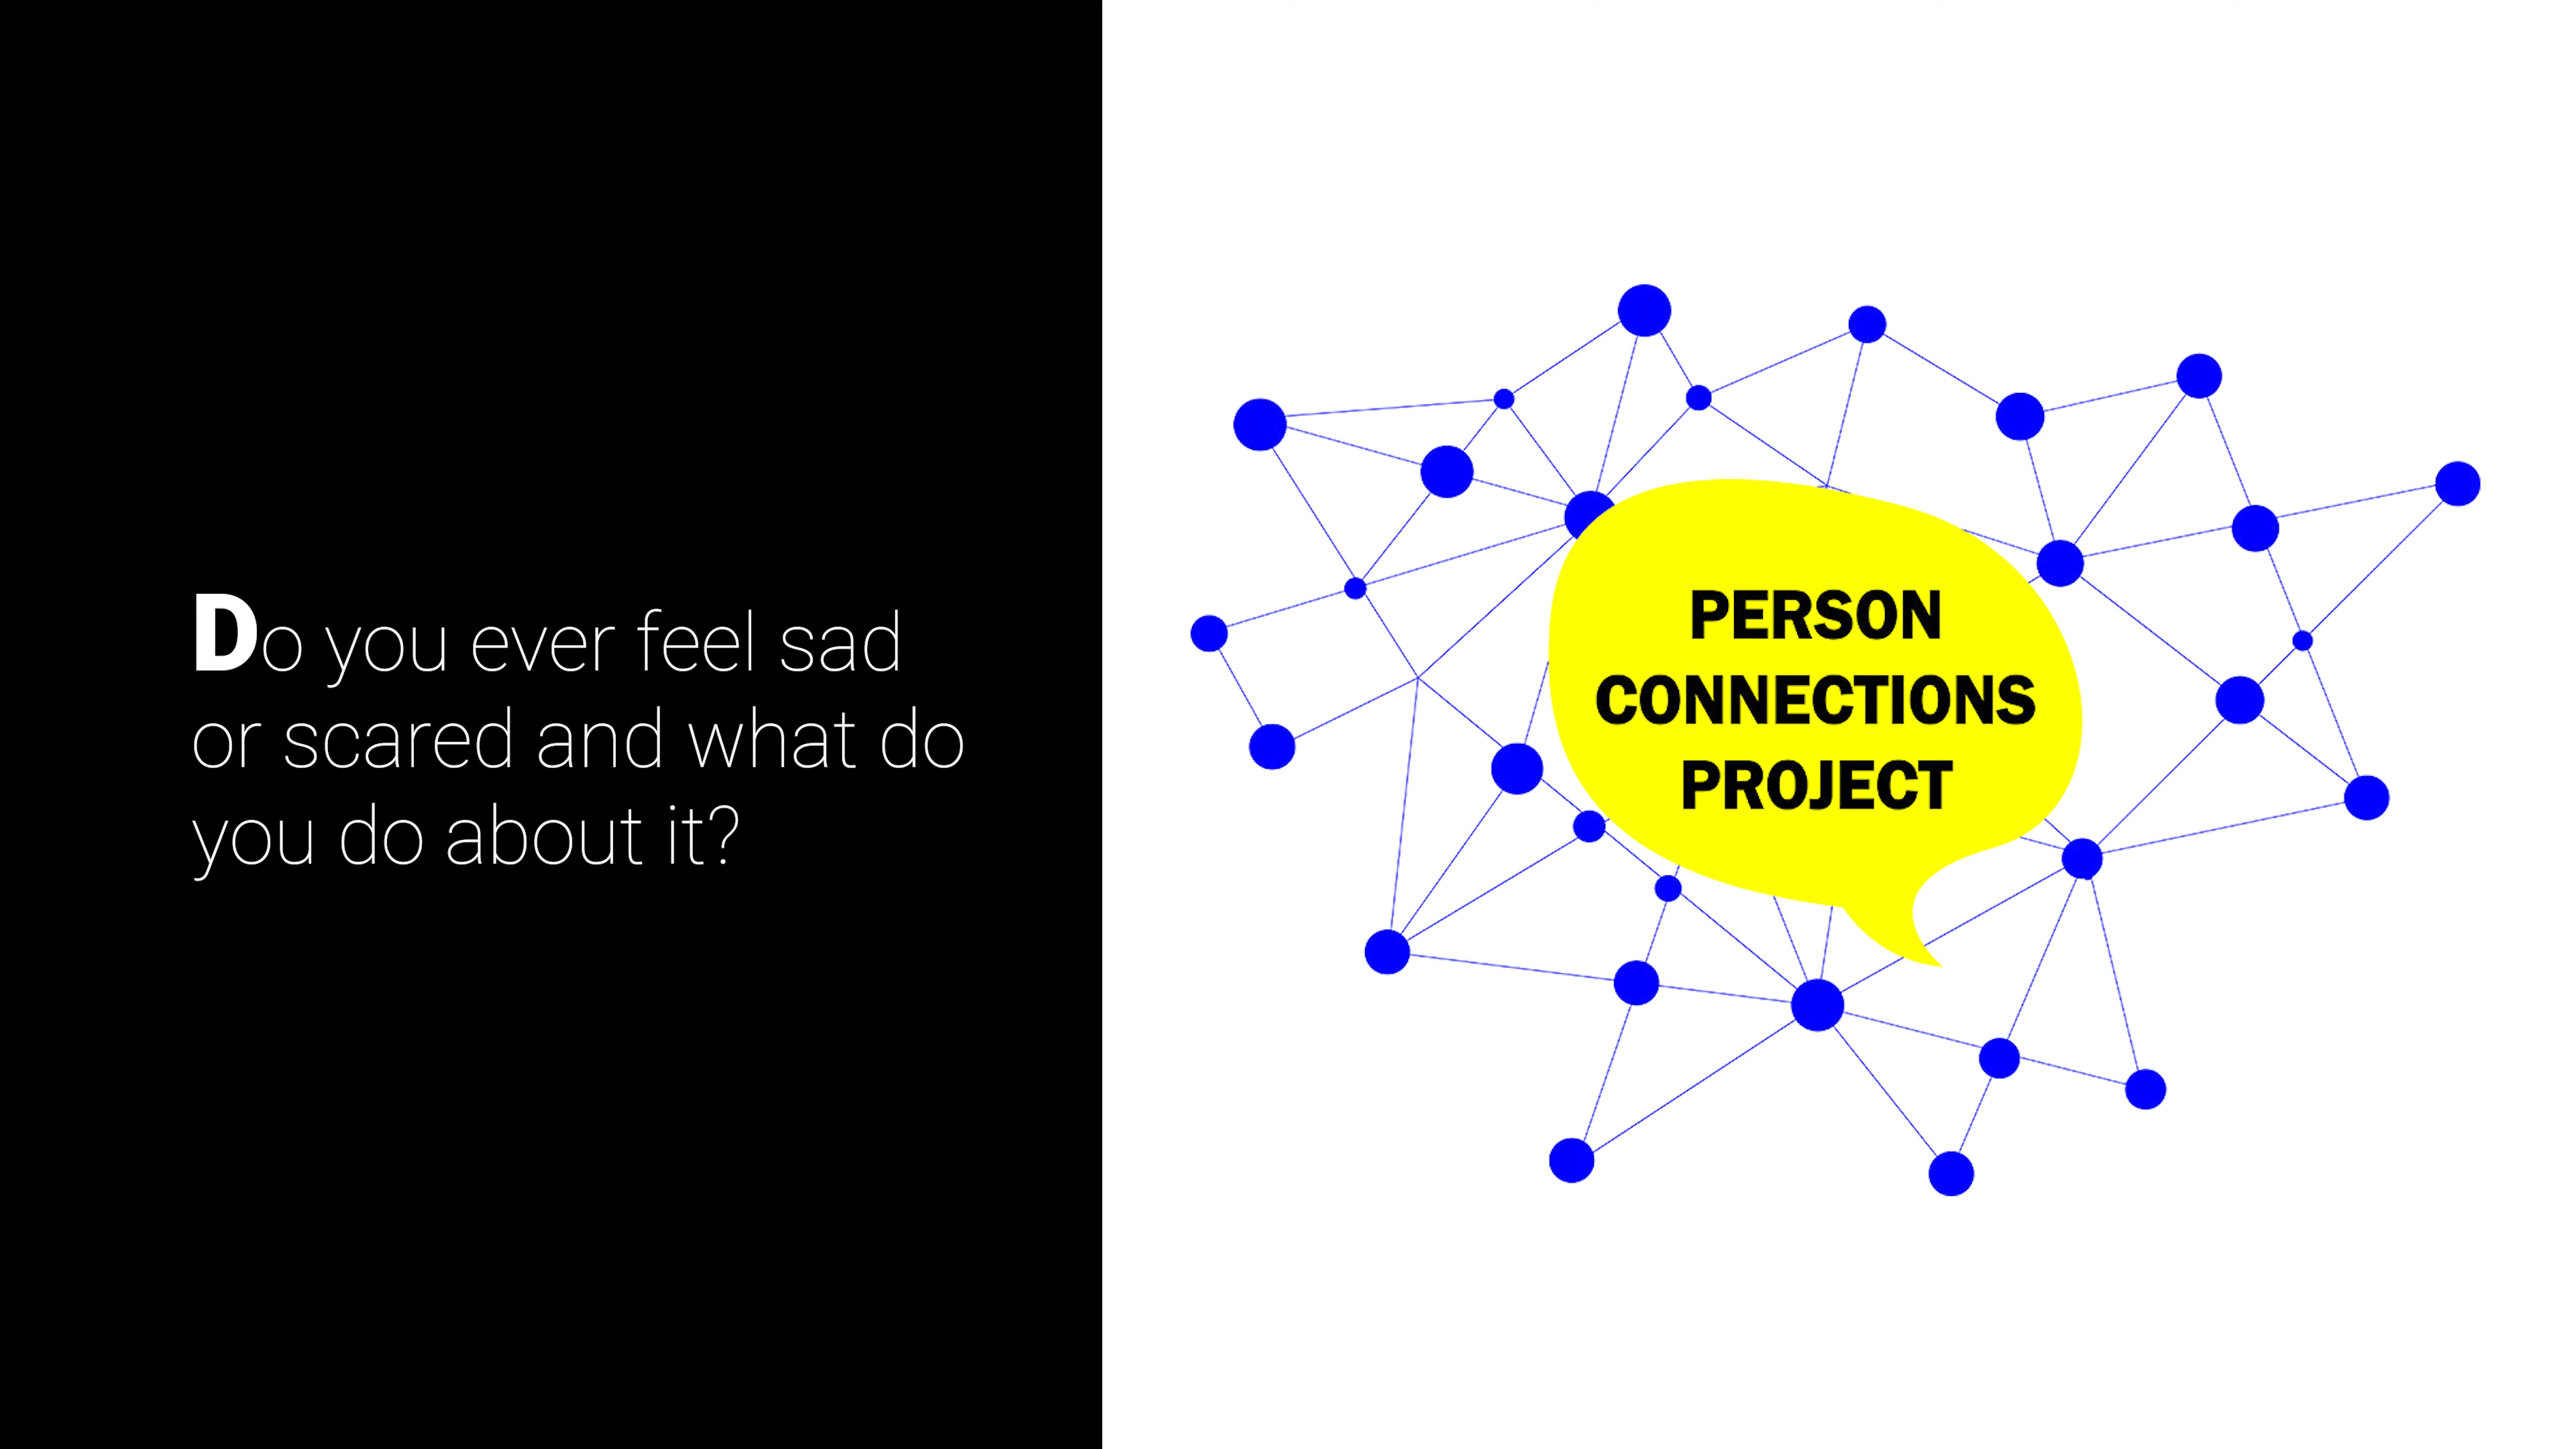 Do you ever feel sad
or scared and what do
you do about it?
PERSON
CONNECTIONS
PROJECT